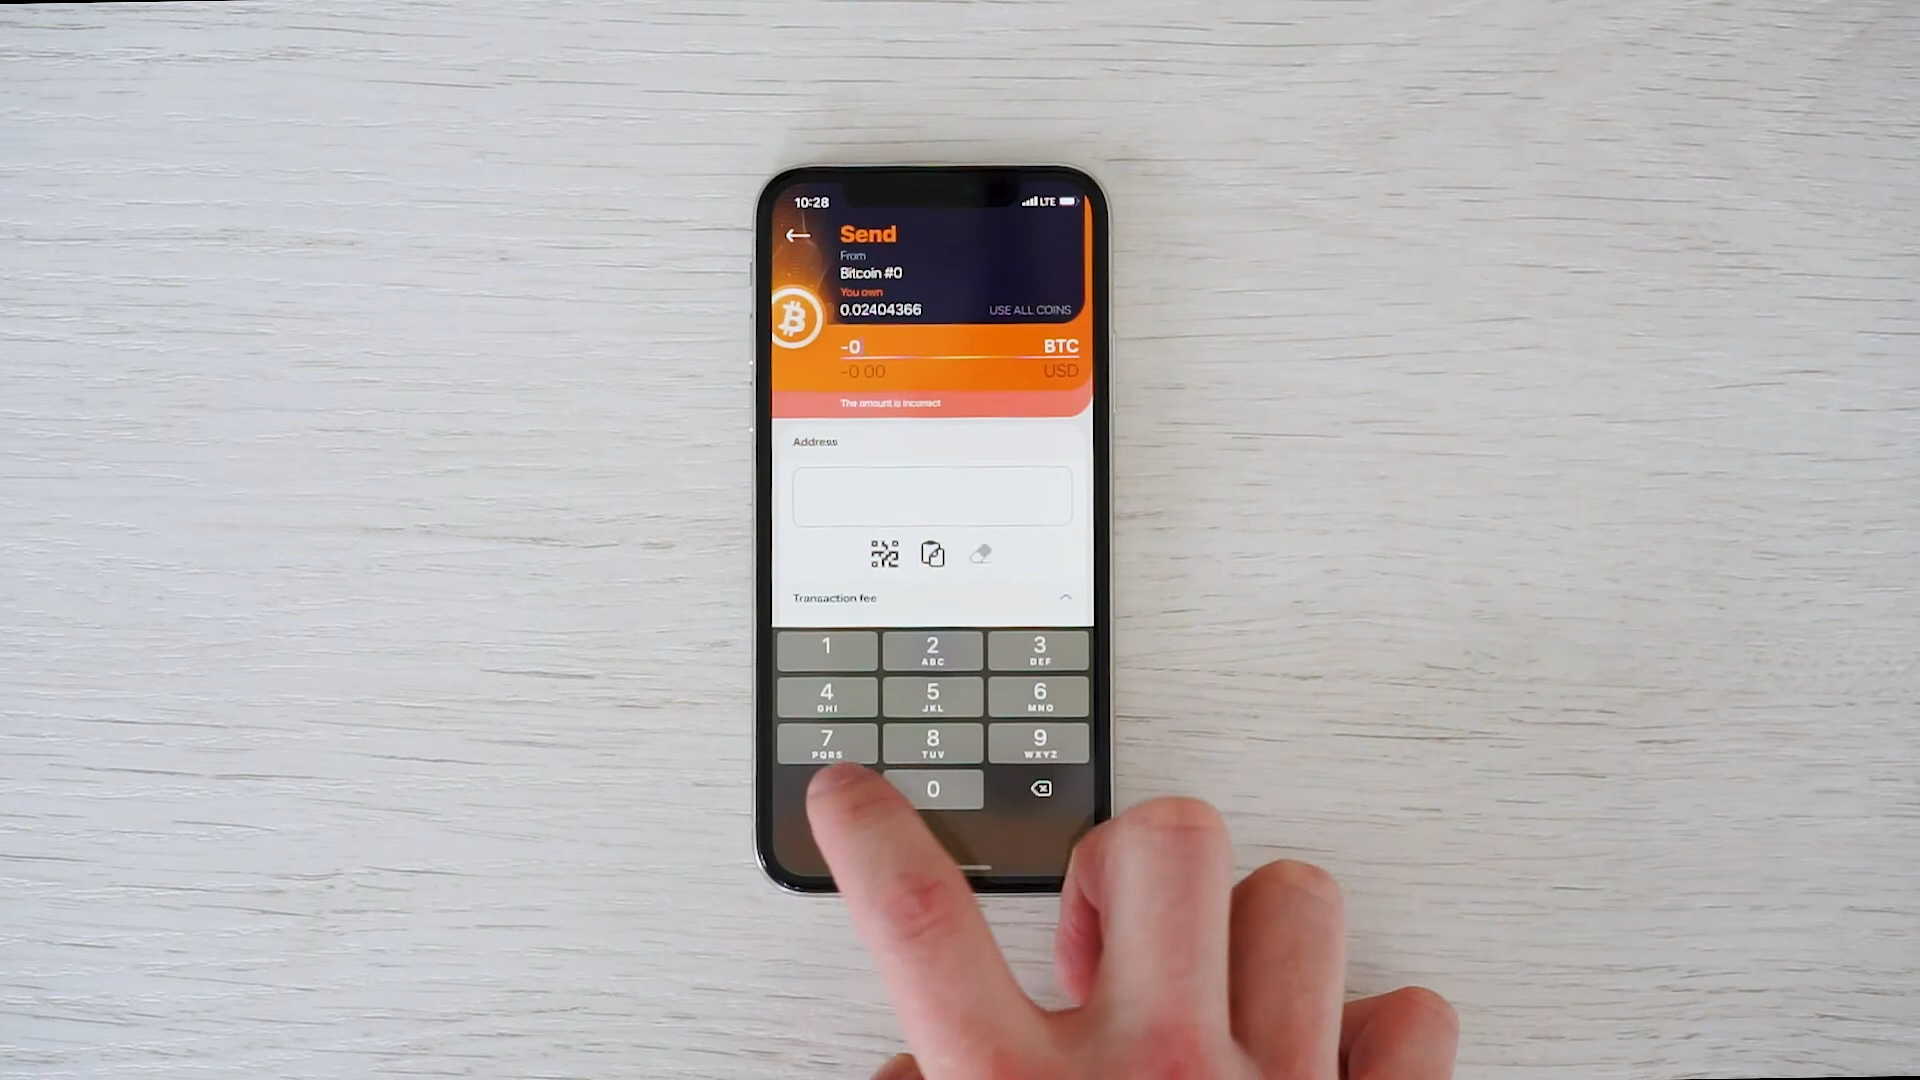 10:28 LTE
Send
From
Bitcoin #0
You own
0.02404366 USE ALL COINS
-0 BTC
-0.00 USD
The amount is incorrect
Address
Transaction fee
1 2 3
ABC DEF
4 5 6
GHI JKL MNO
7 8 9
PQRS TUV WXYZ
0